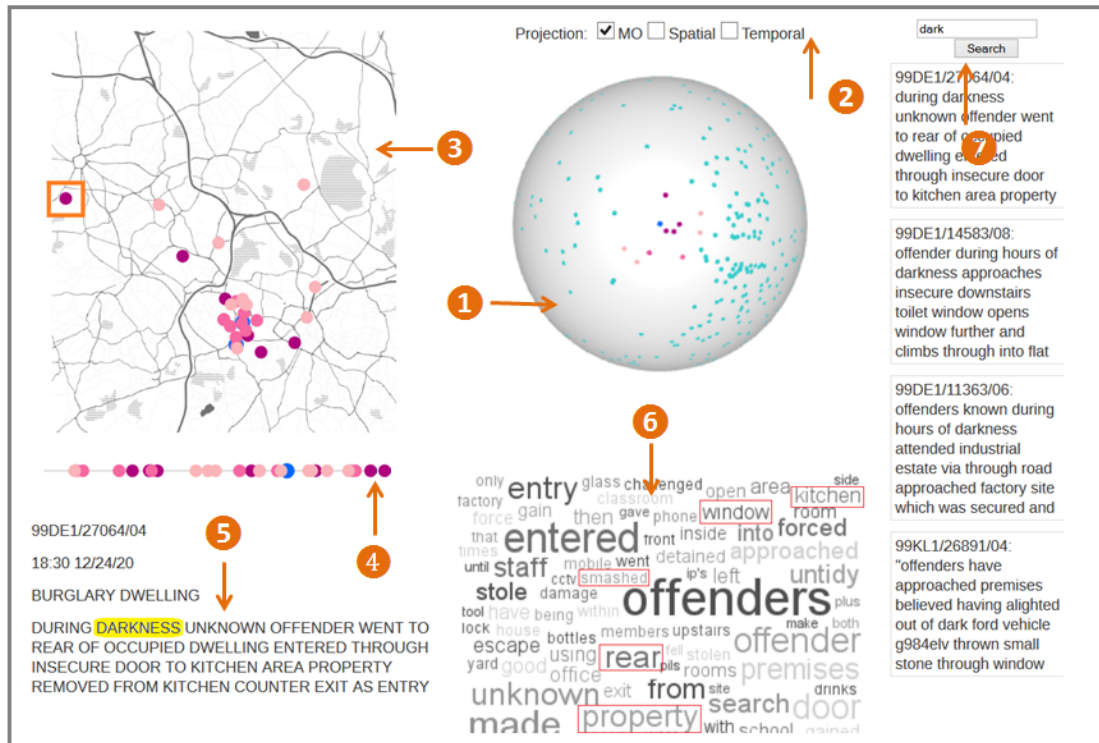 Projection: MO Spatial Temporal
dark
Search
2
3
7
1
99DE1/27064/04:
during darkness
unknown offender went
to rear of occupied
dwelling entered
through insecure door
to kitchen area property
99DE1/14583/08:
offender during hours of
darkness approaches
insecure downstairs
toilet window opens
window further and
climbs through into flat
99DE1/11363/06:
offenders known during
hours of darkness
attended industrial
estate via through road
approached factory site
which was secured and
99KL1/26891/04:
"offenders have
approached premises
believed having alighted
out of dark ford vehicle
g984elv thrown small
stone through window
4
5
99DE1/27064/04
18:30 12/24/20
BURGLARY DWELLING
DURING DARKNESS UNKNOWN OFFENDER WENT TO
REAR OF OCCUPIED DWELLING ENTERED THROUGH
INSECURE DOOR TO KITCHEN AREA PROPERTY
REMOVED FROM KITCHEN COUNTER EXIT AS ENTRY
6
only entry glass challenged open area side
factory classroom kitchen
force gain then gave phone window room
that entered front inside into forced
times until staff mobile went detained approached
cctv smashed ip's left untidy
stole damage offenders plus
tool have being within make both
lock house bottles members upstairs offender
escape using rear fell stolen
yard good office pils rooms premises
unknown exit from site search drinks door
made property with school gained